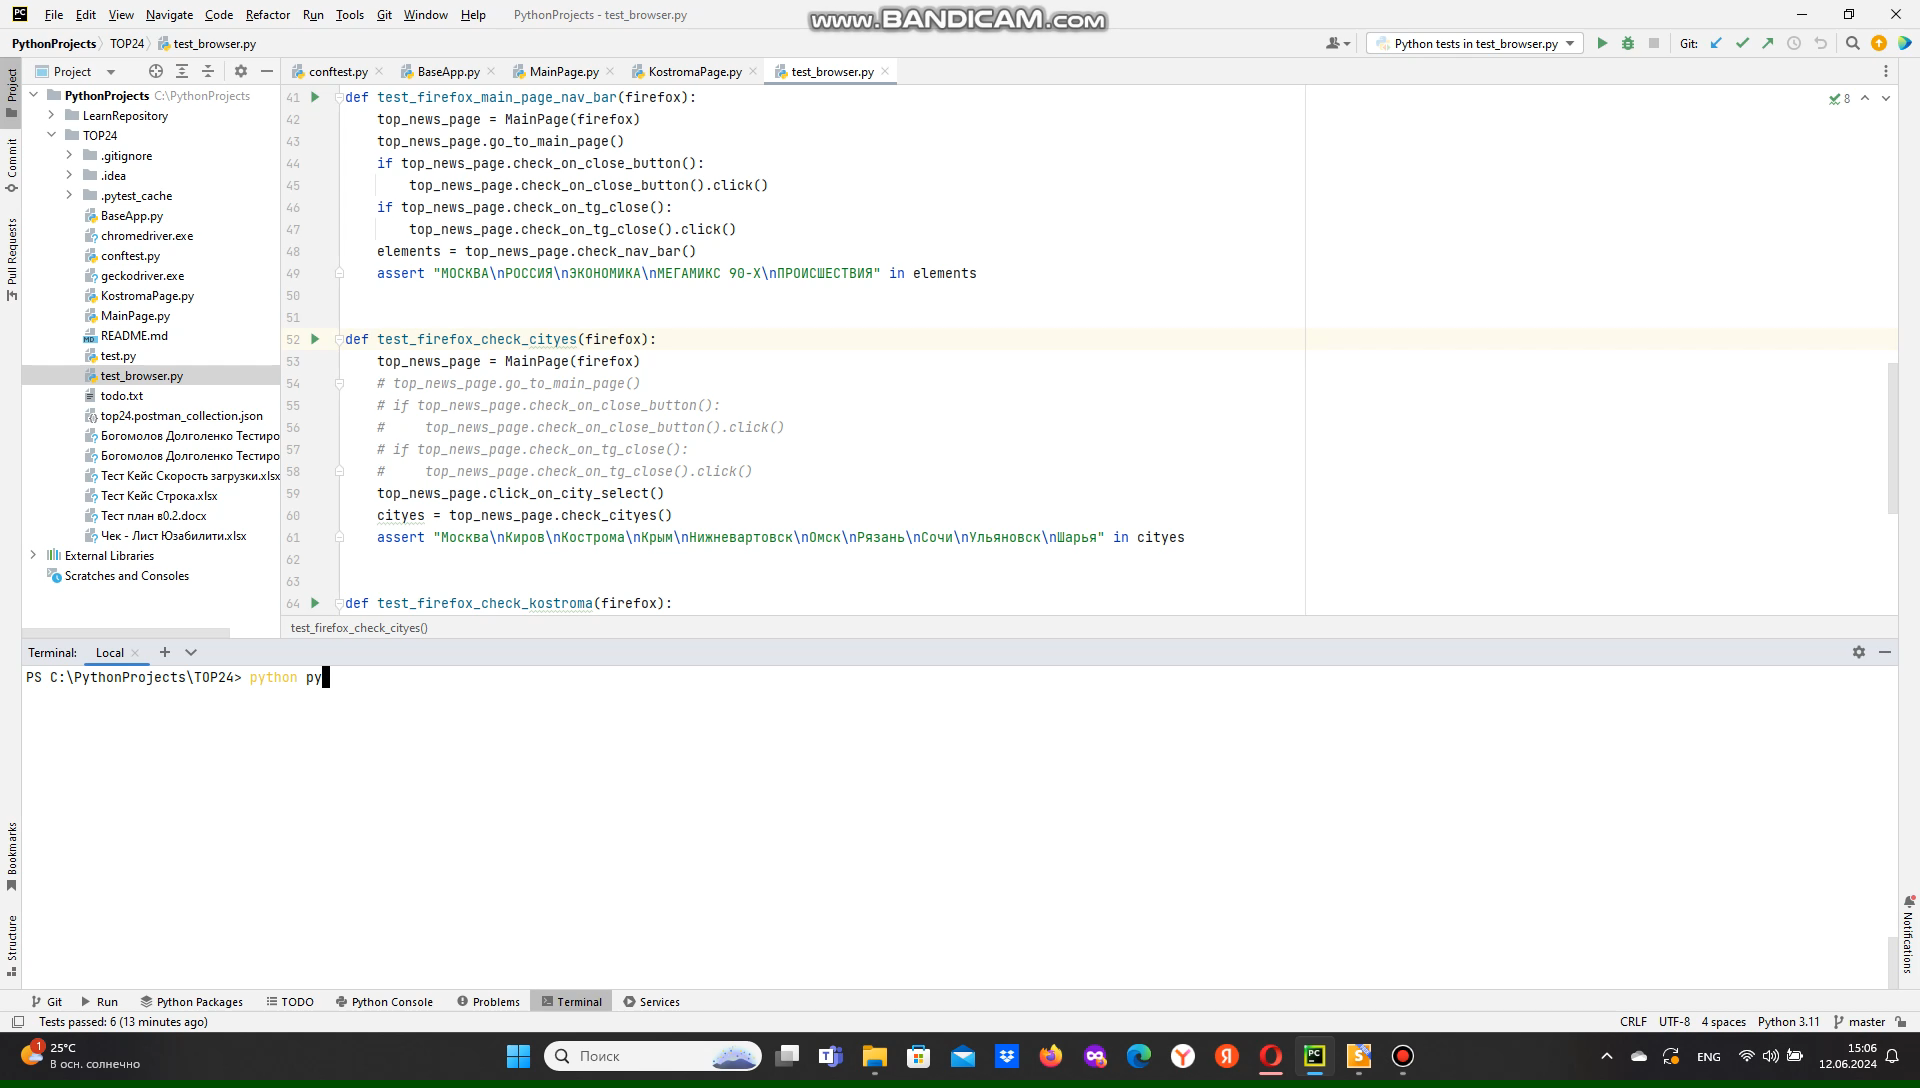 File Edit View Navigate Code Refactor Run Tools Git Window Help PythonProjects - test_browser.py
www.BANDICAM.com
PythonProjects TOP24 test_browser.py
Python tests in test_browser.py Git:
Project
conftest.py BaseApp.py MainPage.py KostromaPage.py test_browser.py
Project
Commit
Pull Requests
Bookmarks
Structure
PythonProjects C:\PythonProjects
LearnRepository
TOP24
.gitignore
.idea
.pytest_cache
BaseApp.py
chromedriver.exe
conftest.py
geckodriver.exe
KostromaPage.py
MainPage.py
README.md
test.py
test_browser.py
todo.txt
top24.postman_collection.json
Богомолов Долголенко Тестиро
Богомолов Долголенко Тестиро
Тест Кейс Скорость загрузки.xlsx
Тест Кейс Строка.xlsx
Тест план в0.2.docx
Чек - Лист Юзабилити.xlsx
External Libraries
Scratches and Consoles
8
41 def test_firefox_main_page_nav_bar(firefox):
42 top_news_page = MainPage(firefox)
43 top_news_page.go_to_main_page()
44 if top_news_page.check_on_close_button():
45 top_news_page.check_on_close_button().click()
46 if top_news_page.check_on_tg_close():
47 top_news_page.check_on_tg_close().click()
48 elements = top_news_page.check_nav_bar()
49 assert "МОСКВА\nРОССИЯ\nЭКОНОМИКА\nМЕГАМИКС 90-Х\nПРОИСШЕСТВИЯ" in elements
50
51
52 def test_firefox_check_cityes(firefox):
53 top_news_page = MainPage(firefox)
54 # top_news_page.go_to_main_page()
55 # if top_news_page.check_on_close_button():
56 # top_news_page.check_on_close_button().click()
57 # if top_news_page.check_on_tg_close():
58 # top_news_page.check_on_tg_close().click()
59 top_news_page.click_on_city_select()
60 cityes = top_news_page.check_cityes()
61 assert "Москва\nКиров\nКострома\nКрым\nНижневартовск\nОмск\nРязань\nСочи\nУльяновск\nШарья" in cityes
62
63
64 def test_firefox_check_kostroma(firefox):
test_firefox_check_cityes()
Terminal: Local
PS C:\PythonProjects\TOP24> python py
Notifications
Git Run Python Packages TODO Python Console Problems Terminal Services
Tests passed: 6 (13 minutes ago)
CRLF UTF-8 4 spaces Python 3.11 master
1
25°C
В осн. солнечно
Поиск
ENG
15:06
12.06.2024